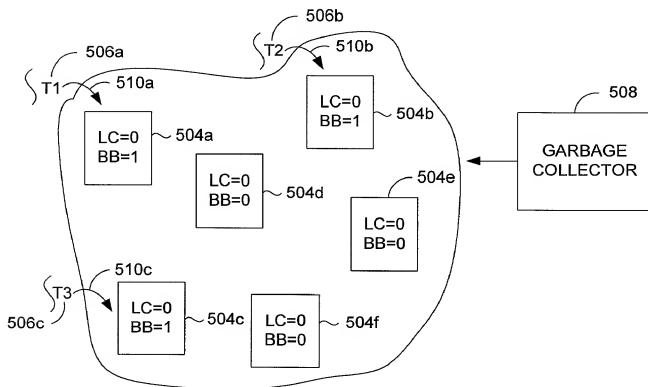 506b
506a
T2
510b
508
T1
510a
LC=0
BB=1
504a
LC=0
BB=1
504b
GARBAGE
COLLECTOR
LC=0
BB=0
504d
504e
LC=0
BB=0
510c
T3
506c
LC=0
BB=1
504c
LC=0
BB=0
504f